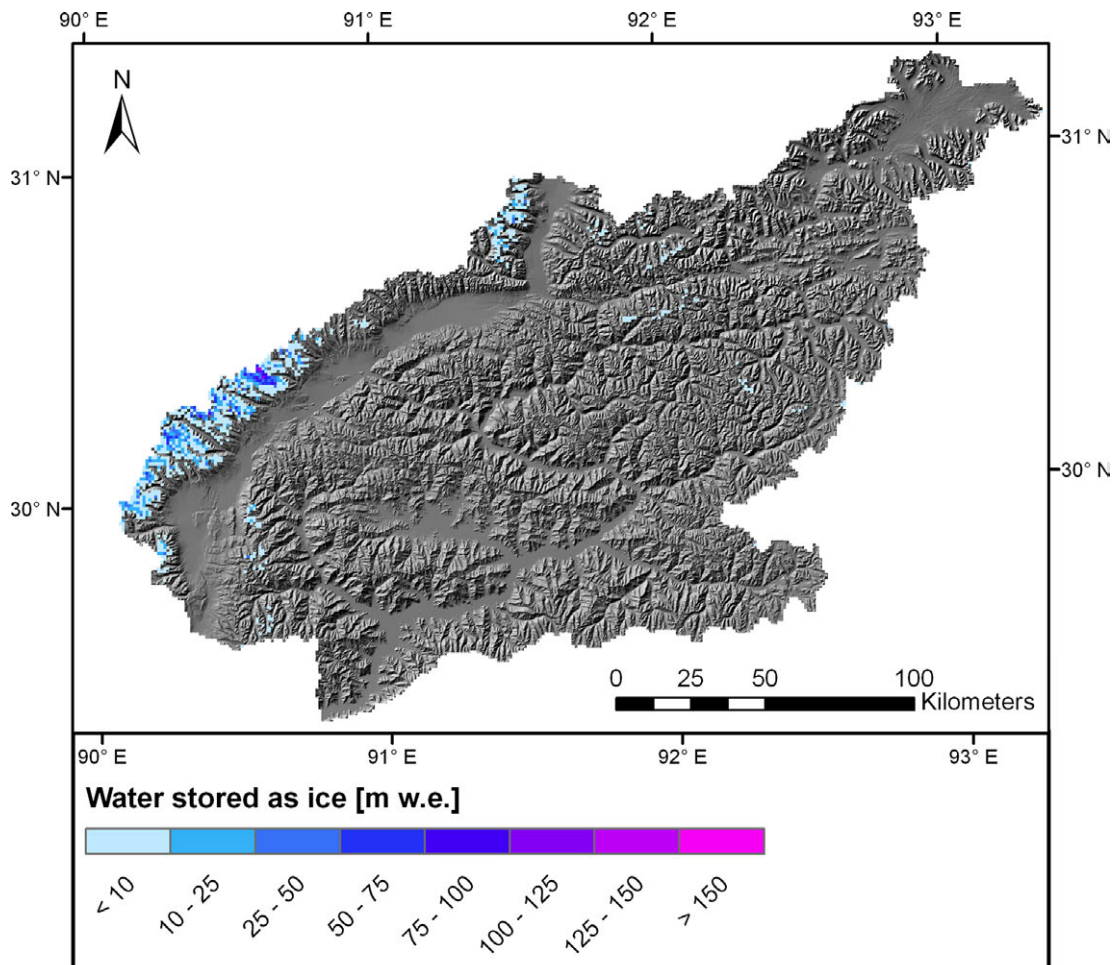 90° E 91° E 92° E 93° E
N
31° N
31° N
30° N
30° N
0 25 50 100
Kilometers
90° E 91° E 92° E 93° E
Water stored as ice [m w.e.]
< 10 10 - 25 25 - 50 50 - 75 75 - 100 100 - 125 125 - 150 > 150